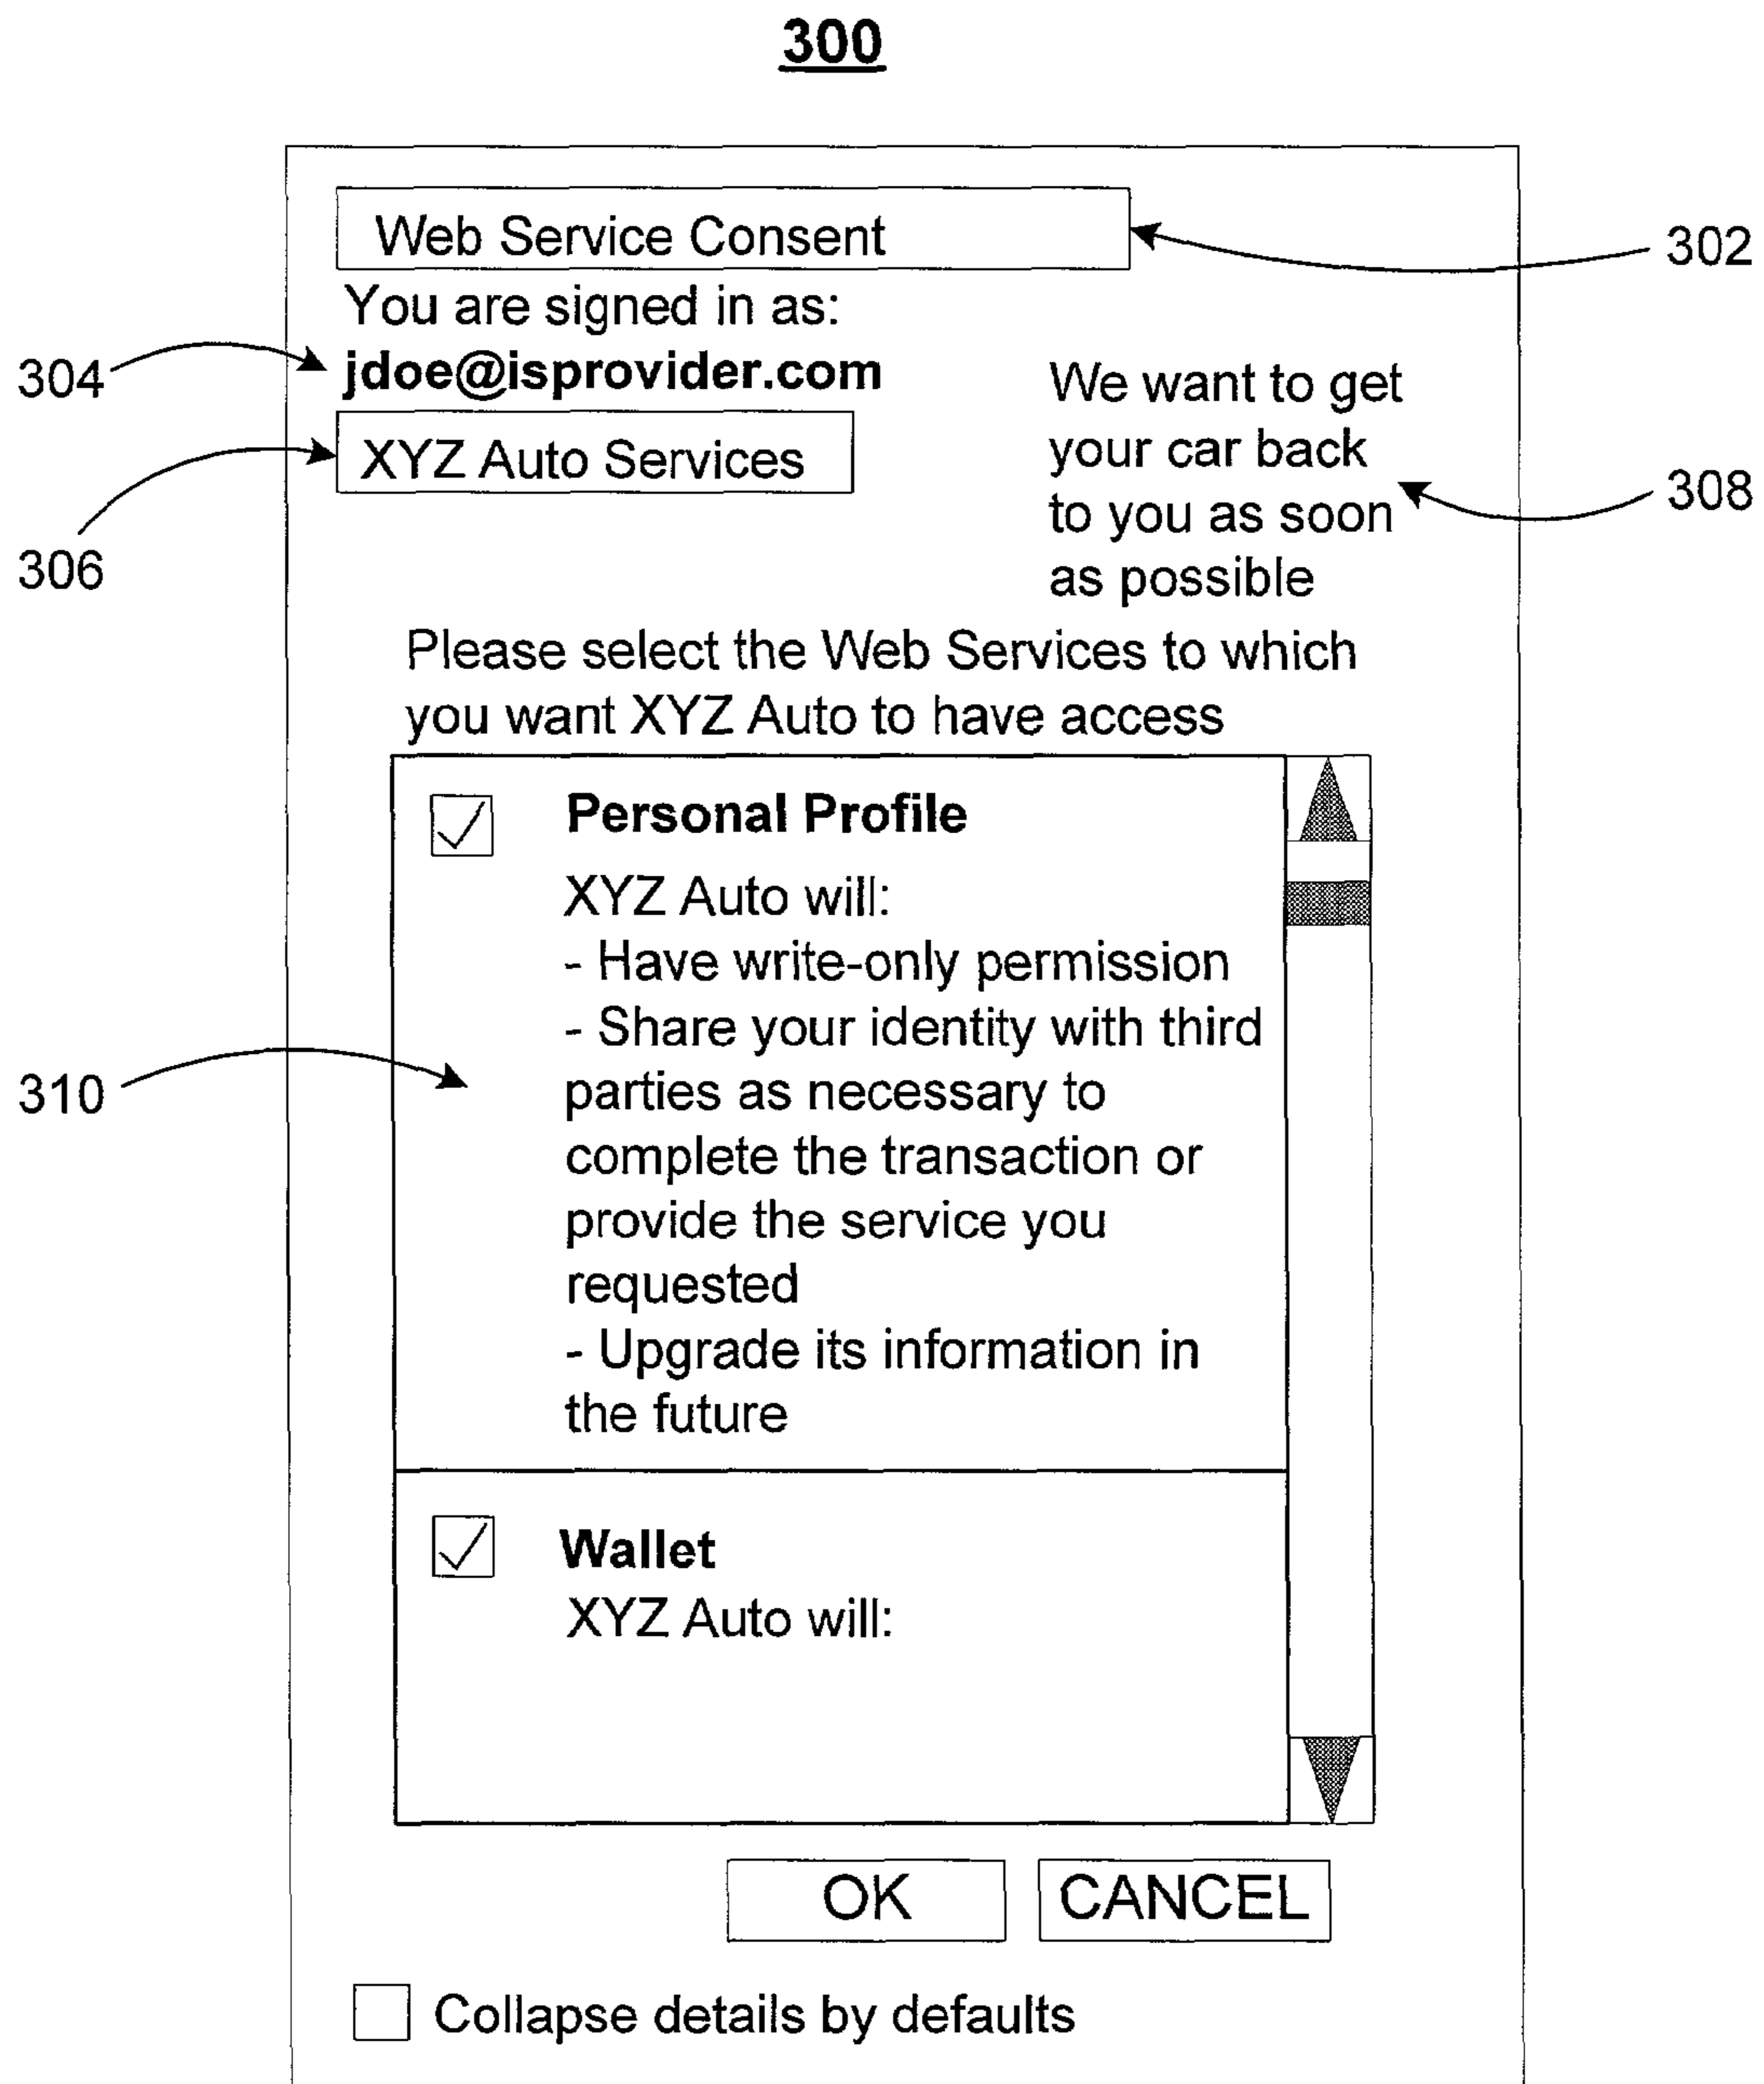 300
Web Service Consent
302
You are signed in as:
304
jdoe@isprovider.com
XYZ Auto Services
306
We want to get
your car back
to you as soon
as possible
308
Please select the Web Services to which
you want XYZ Auto to have access
Personal Profile
XYZ Auto will:
- Have write-only permission
- Share your identity with third
parties as necessary to
complete the transaction or
provide the service you
requested
- Upgrade its information in
the future
310
Wallet
XYZ Auto will:
OK
CANCEL
Collapse details by defaults